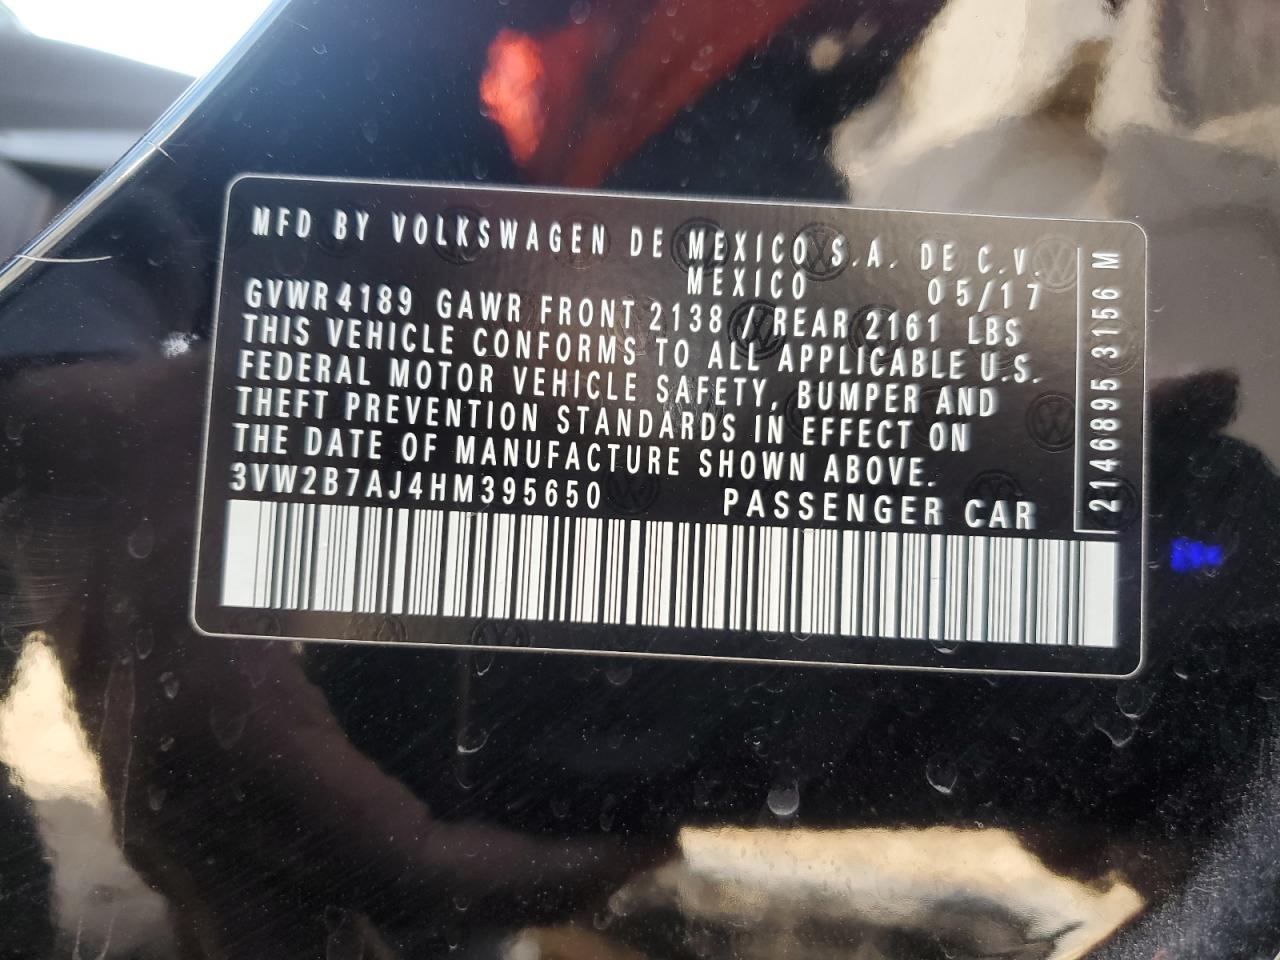 MFD BY VOLKSWAGEN DE MEXICO S.A. DE C.V.
MEXICO 05/17
GVWR 4189 GAWR FRONT 2138 / REAR 2161 LBS
THIS VEHICLE CONFORMS TO ALL APPLICABLE U.S.
FEDERAL MOTOR VEHICLE SAFETY, BUMPER AND
THEFT PREVENTION STANDARDS IN EFFECT ON
THE DATE OF MANUFACTURE SHOWN ABOVE.
3VW2B7AJ4HM395650 PASSENGER CAR
2146895 3156 M